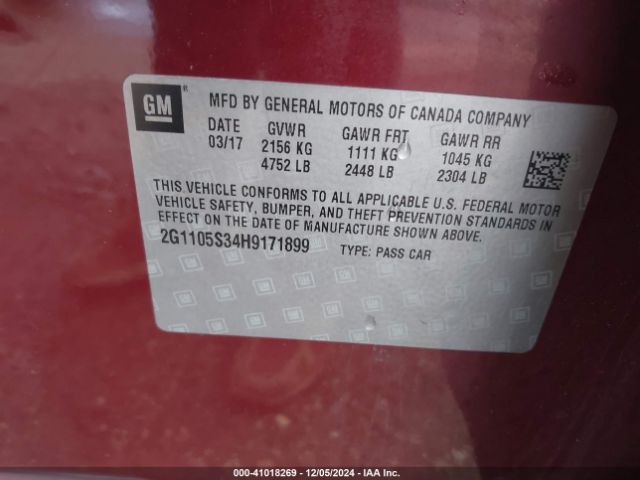 GM
MFD BY GENERAL MOTORS OF CANADA COMPANY
DATE GVWR GAWR FRT GAWR RR
03/17 2156 KG 1111 KG 1045 KG
4752 LB 2448 LB 2304 LB
THIS VEHICLE CONFORMS TO ALL APPLICABLE U.S. FEDERAL MOTOR
VEHICLE SAFETY, BUMPER, AND THEFT PREVENTION STANDARDS IN
EFFECT ON THE DATE OF MANUFACTURE SHOWN ABOVE.
2G1105S34H9171899 TYPE: PASS CAR
000-41018269 - 12/05/2024 - IAA Inc.